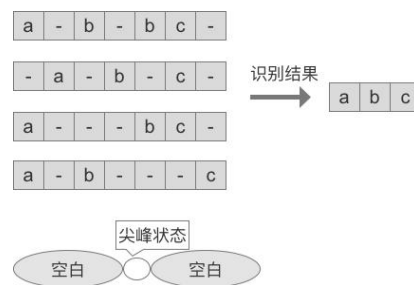 a - b - b c -
- a - b - c -
识别结果
a b c
a - - - b c -
a - b - - - c
尖峰状态
空白 空白